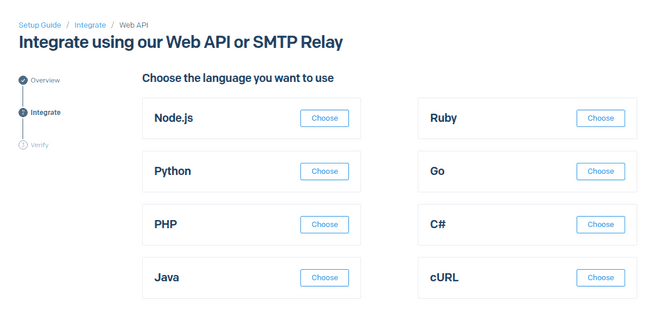 Setup Guide / Integrate / Web API
Integrate using our Web API or SMTP Relay
Overview
Choose the language you want to use
Node.js Choose
Ruby Choose
2 Integrate
Verify
Python Choose
Go Choose
PHP Choose
C# Choose
Java Choose
cURL Choose